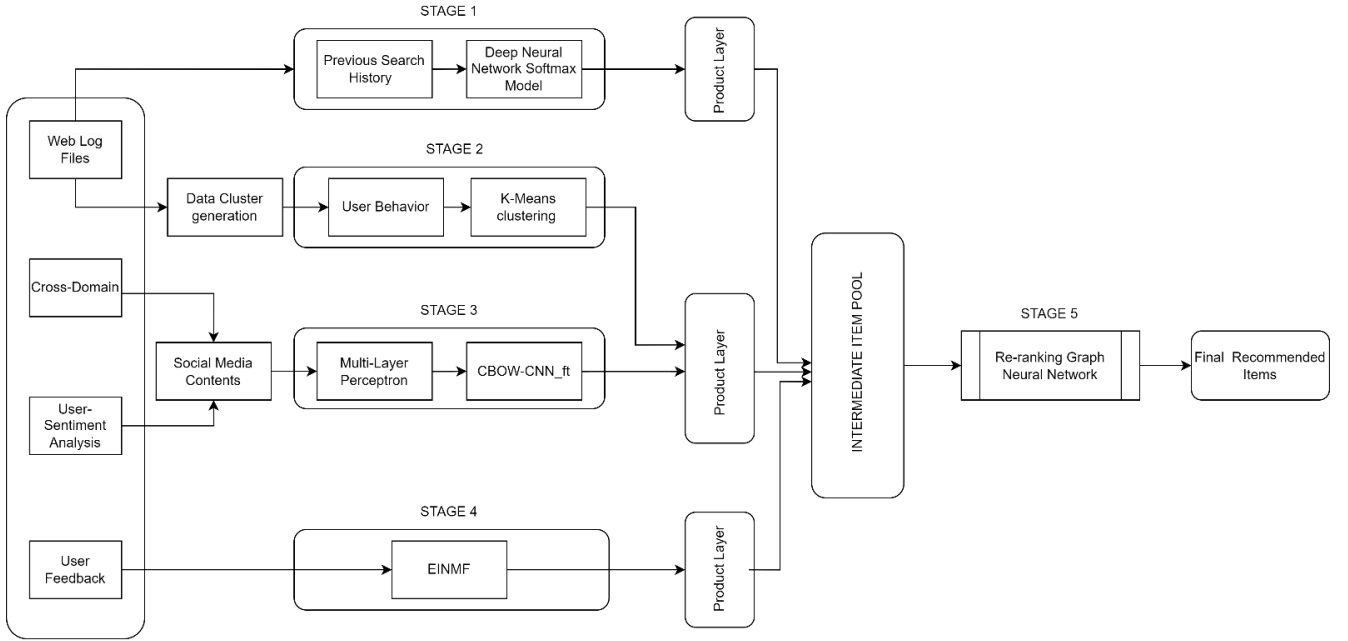 STAGE 1
Previous Search
History
Deep Neural
Network Softmax
Model
Product Layer
Web Log
Files
STAGE 2
Data Cluster
generation
User Behavior
K-Means
clustering
Cross-Domain
STAGE 3
Social Media
Contents
Multi-Layer
Perceptron
CBOW-CNN_ft
Product Layer
User-
Sentiment
Analysis
INTERMEDIATE ITEM POOL
STAGE 5
Re-ranking Graph
Neural Network
Final Recommended
Items
STAGE 4
User
Feedback
EINMF
Product Layer